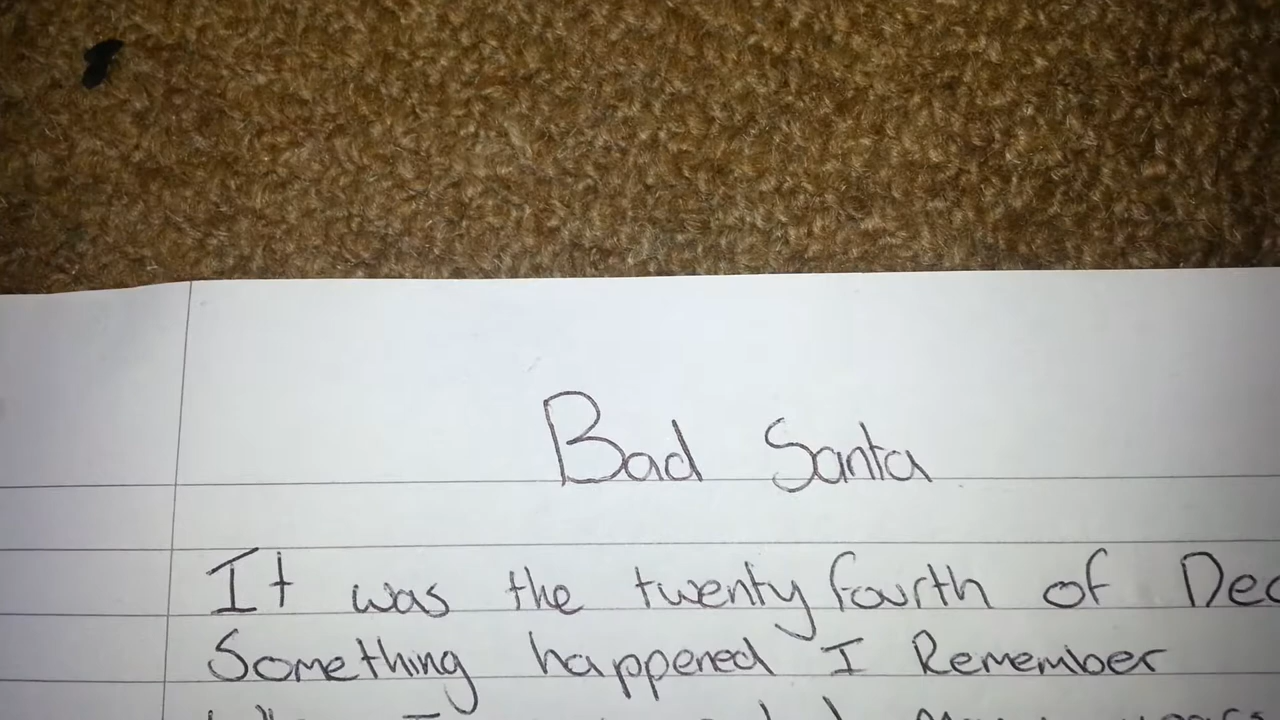 Bad Santa
It was the twenty fourth of Dec
Something happened I Remember